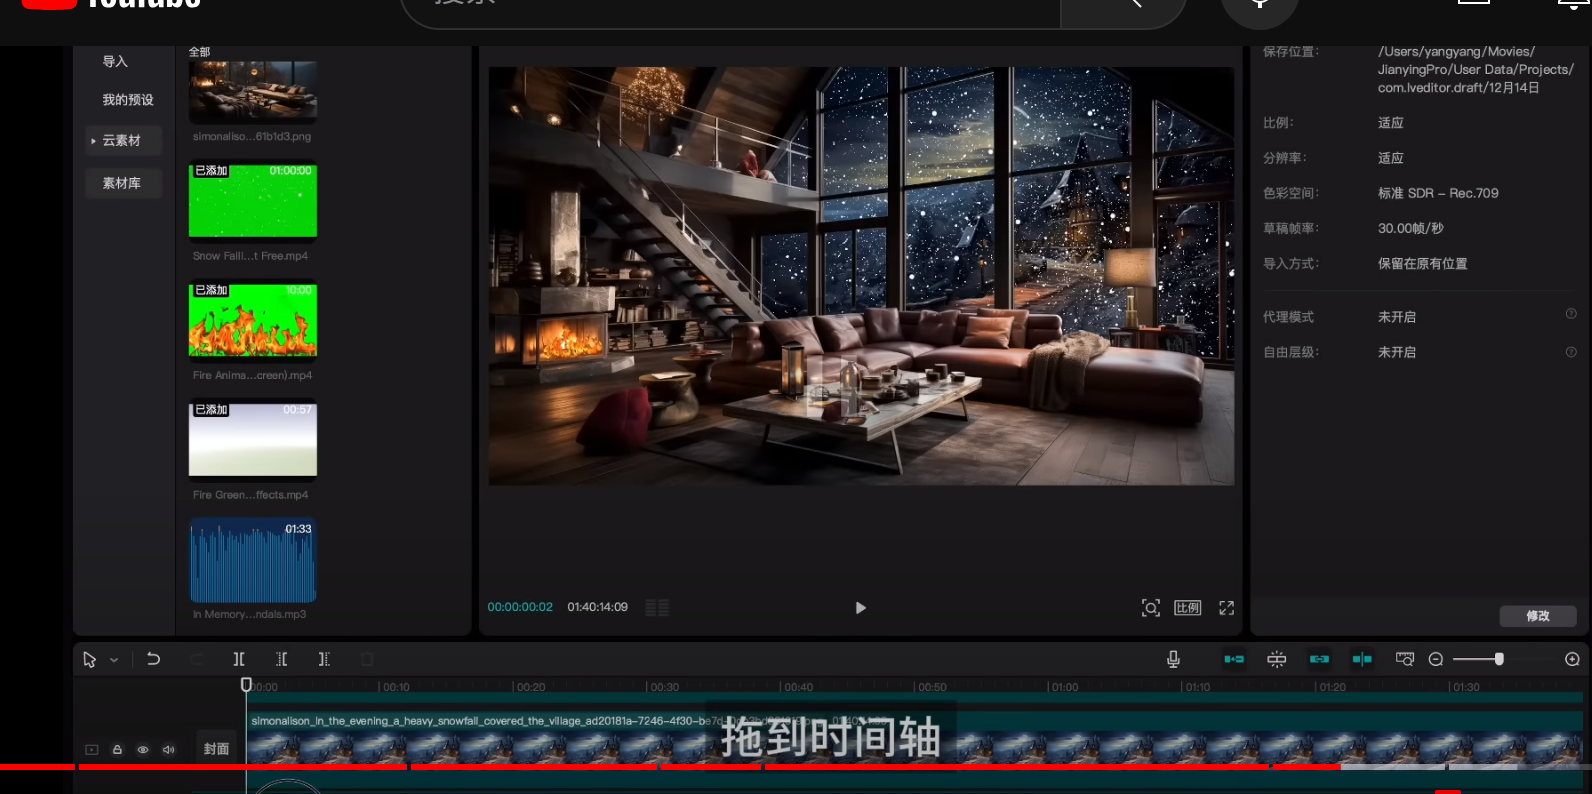 YouTube
搜索
导入
我的预设
云素材
素材库
全部
simonaliso...61b1d3.png
已添加 01:00:00
Snow Falli...t Free.mp4
已添加 10:00
Fire Anima...creen).mp4
已添加 00:57
Fire Green...ffects.mp4
01:33
In Memory...ndals.mp3
00:00:00:02 01:40:14:09
比例
保存位置: /Users/yangyang/Movies/
JianyingPro/User Data/Projects/
com.lveditor.draft/12月14日
比例: 适应
分辨率: 适应
色彩空间: 标准 SDR – Rec.709
草稿帧率: 30.00帧/秒
导入方式: 保留在原有位置
代理模式 未开启
自由层级: 未开启
修改
00:00 00:10 00:20 00:30 00:40 00:50 01:00 01:10 01:20 01:30
simonalison_in_the_evening_a_heavy_snowfall_covered_the_village_ad20181a-7246-4f30-be7d-
封面
拖到时间轴